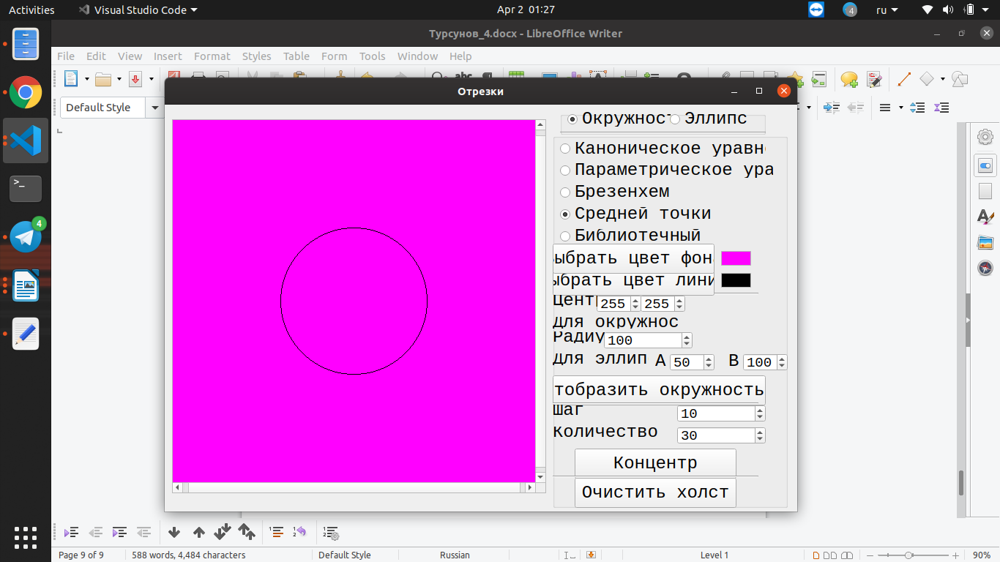 Activities
Visual Studio Code
Apr 2 01:27
4
ru
Турсунов_4.docx - LibreOffice Writer
File Edit View Insert Format Styles Table Form Tools Window Help
Default Style
Отрезки
Окружност
Эллипс
Каноническое уравн
Параметрическое ура
Брезенхем
Средней точки
Библиотечный
ыбрать цвет фон
ыбрать цвет лини
Цент 255 255
Для окружнос
Радиу 100
Для эллип А 50 В 100
тобразить окружность
Шаг 10
Количество 30
Концентр
Очистить холст
>_
4
Page 9 of 9
588 words, 4,484 characters
Default Style
Russian
Level 1
90%